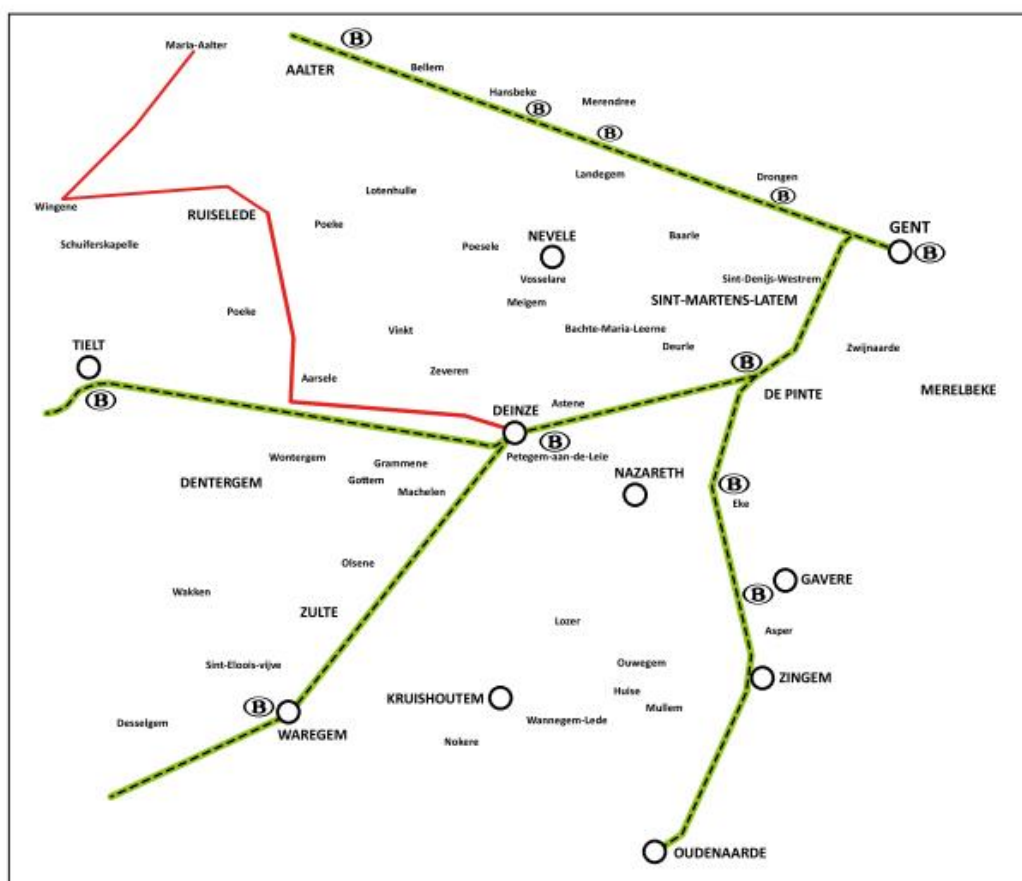 Maria-Aalter
B
AALTER
Bellem
Hansbeke
Merendree
B
B
Landegem
Drongen
B
Lotenhulle
Wingene
RUISELEDE
Poeke
GENT
B
Schuiferskapelle
Poesele
NEVELE
Baarle
Vosselare
Sint-Denijs-Westrem
Meigem
SINT-MARTENS-LATEM
Poeke
Vinkt
Bachte-Maria-Leerne
Deurle
Zwijnaarde
TIELT
B
Aarsele
Zeveren
B
DE PINTE
MERELBEKE
Astene
DEINZE
B
Petegem-aan-de-Leie
Wontergem
Grammene
DENTERGEM
Gottem
Machelen
NAZARETH
B
Eke
Olsene
Wakken
ZULTE
GAVERE
B
Asper
Lozer
Sint-Eloois-vijve
Ouwegem
ZINGEM
B
KRUISHOUTEM
Huise
Mullem
Desselgem
WAREGEM
Wannegem-Lede
Nokere
OUDENAARDE